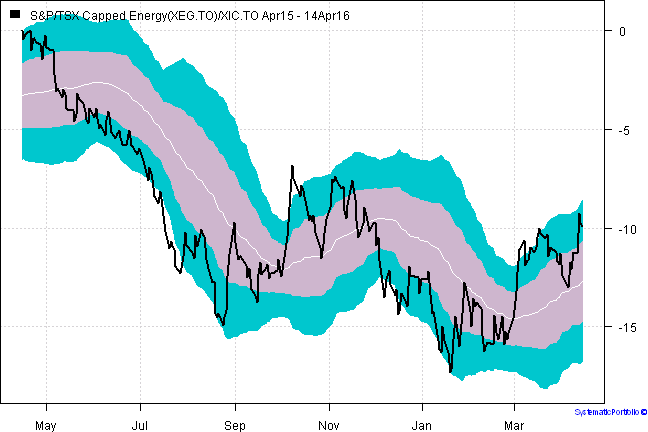 S&P/TSX Capped Energy(XEG.TO)/XIC.TO Apr15 - 14Apr16
0
-5
-10
-15
May Jul Sep Nov Jan Mar
SystematicPortfolio ©